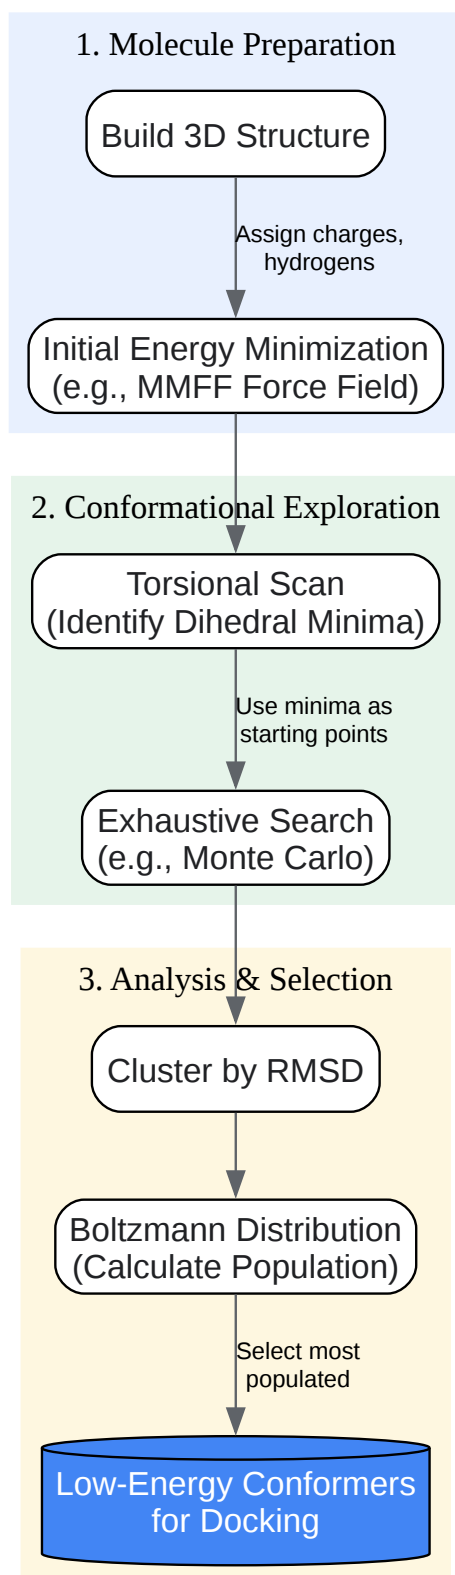 1. Molecule Preparation
Build 3D Structure
Assign charges,
hydrogens
Initial Energy Minimization
(e.g., MMFF Force Field)
2. Conformational Exploration
Torsional Scan
(Identify Dihedral Minima)
Use minima as
starting points
Exhaustive Search
(e.g., Monte Carlo)
3. Analysis & Selection
Cluster by RMSD
Boltzmann Distribution
(Calculate Population)
Select most
populated
Low-Energy Conformers
for Docking